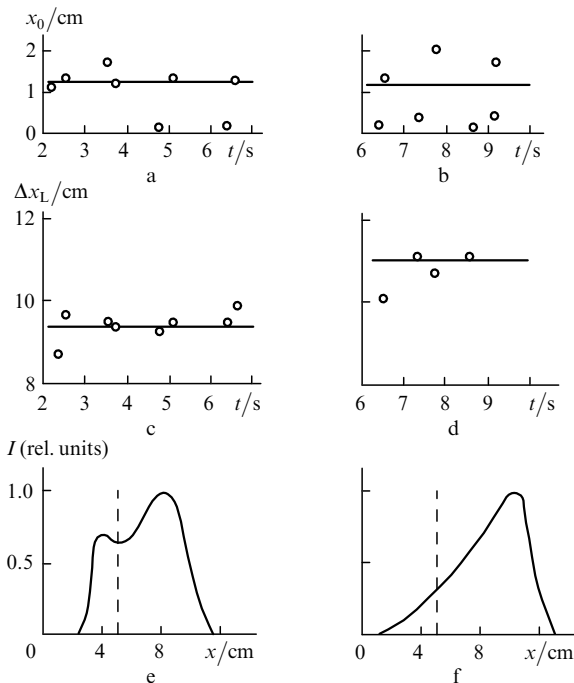 x₀/cm
2
1
0
2 3 4 5 6 t/s
a
6 7 8 9 t/s
b
Δx_L/cm
12
10
8
2 3 4 5 6 t/s
c
6 7 8 9 t/s
d
I (rel. units)
1.0
0.5
0 4 8 x/cm
e
0 4 8 x/cm
f